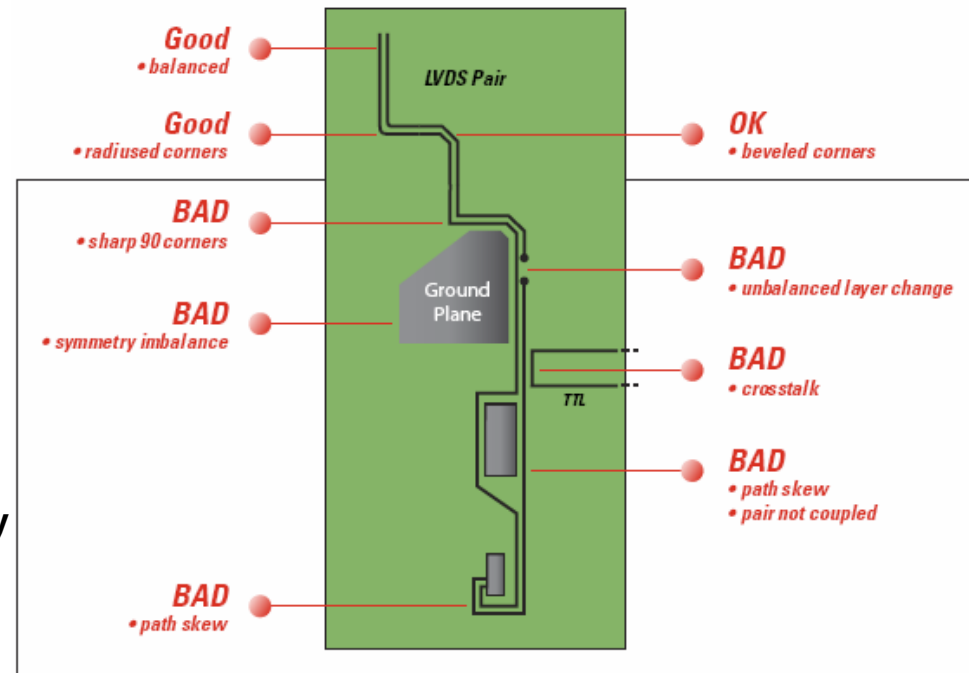 Good
• balanced
LVDS Pair
Good
• radiused corners
OK
• beveled corners
BAD
• sharp 90 corners
BAD
• unbalanced layer change
Ground
Plane
BAD
• symmetry imbalance
BAD
• crosstalk
TTL
BAD
• path skew
• pair not coupled
y
BAD
• path skew